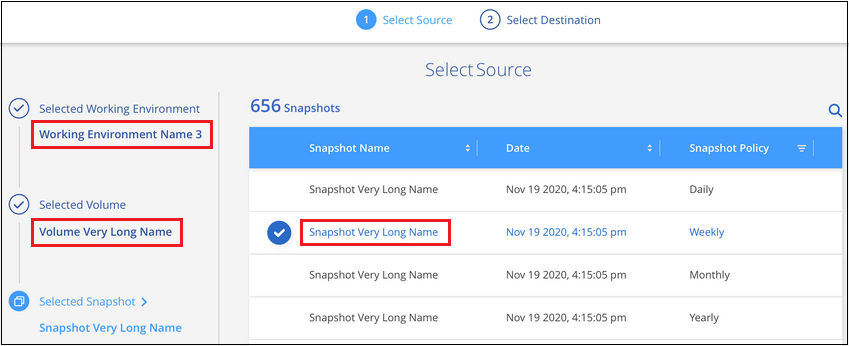 1 Select Source 2 Select Destination
Select Source
Selected Working Environment
Working Environment Name 3
Selected Volume
Volume Very Long Name
Selected Snapshot
Snapshot Very Long Name
656 Snapshots
Snapshot Name Date Snapshot Policy
Snapshot Very Long Name Nov 19 2020, 4:15:05 pm Daily
Snapshot Very Long Name Nov 19 2020, 4:15:05 pm Weekly
Snapshot Very Long Name Nov 19 2020, 4:15:05 pm Monthly
Snapshot Very Long Name Nov 19 2020, 4:15:05 pm Yearly